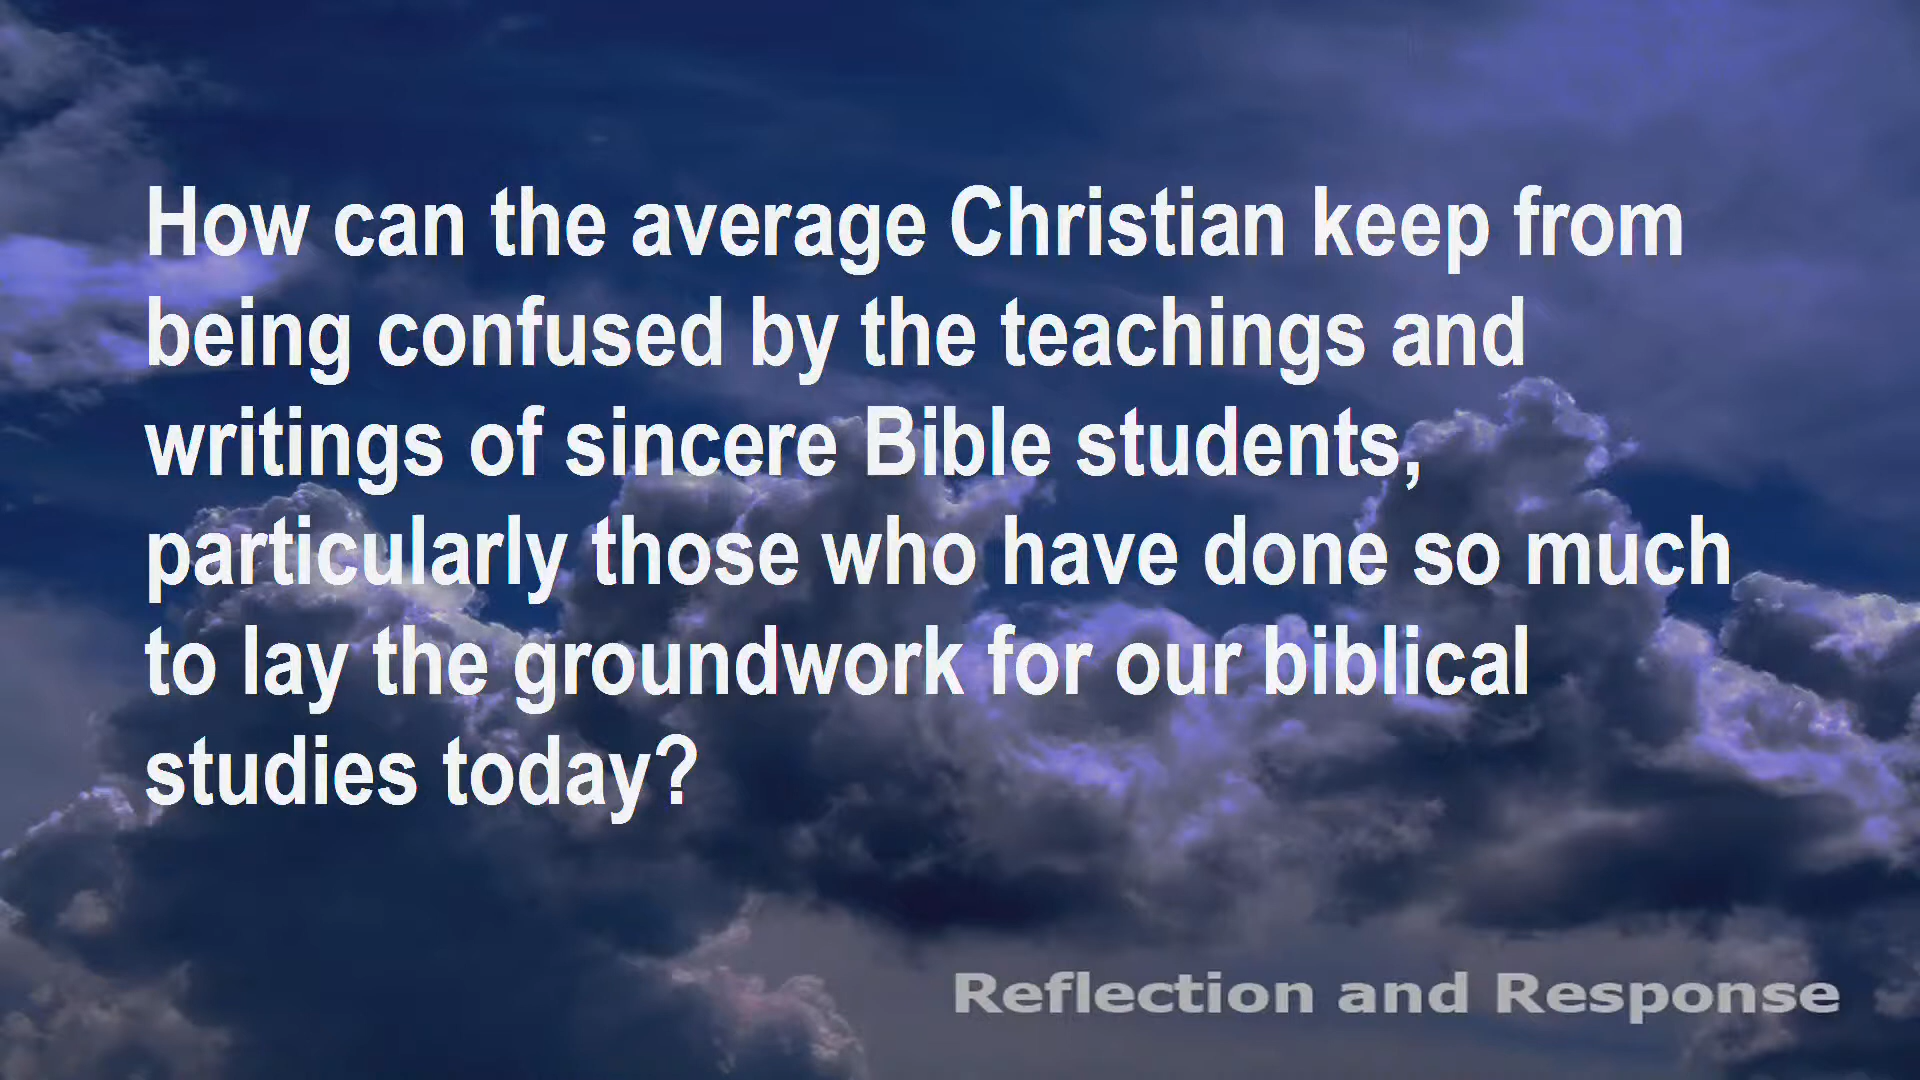 How can the average Christian keep from
being confused by the teachings and
writings of sincere Bible students,
particularly those who have done so much
to lay the groundwork for our biblical
studies today?
Reflection and Response